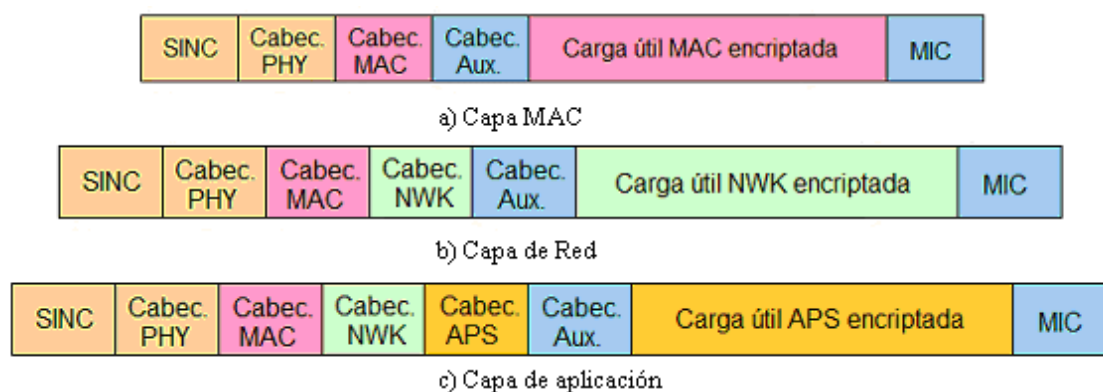 SINC Cabec. PHY Cabec. MAC Cabec. Aux. Carga útil MAC encriptada MIC
a) Capa MAC
SINC Cabec. PHY Cabec. MAC Cabec. NWK Cabec. Aux. Carga útil NWK encriptada MIC
b) Capa de Red
SINC Cabec. PHY Cabec. MAC Cabec. NWK Cabec. APS Cabec. Aux. Carga útil APS encriptada MIC
c) Capa de aplicación